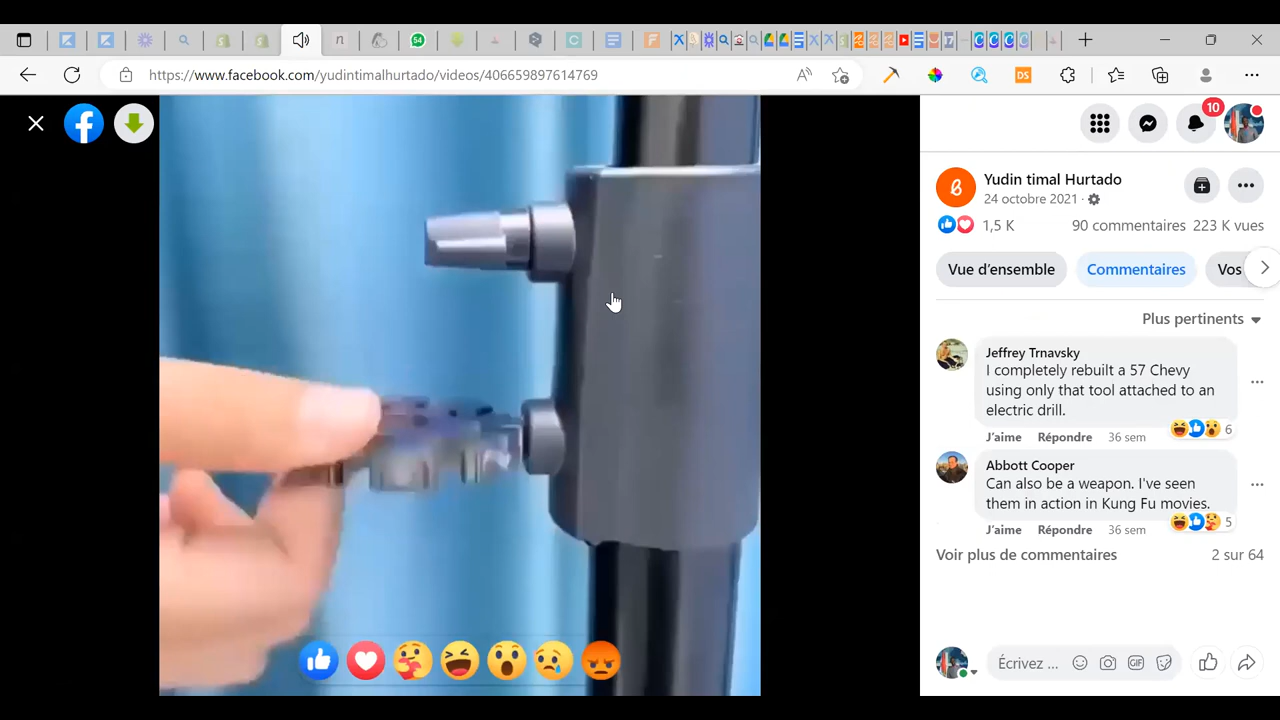 54
https://www.facebook.com/yudintimalhurtado/videos/406659897614769
DS
10
Yudin timal Hurtado
24 octobre 2021
1,5 K
90 commentaires 223 K vues
Vue d'ensemble
Commentaires
Vos
Plus pertinents
Jeffrey Trnavsky
I completely rebuilt a 57 Chevy
using only that tool attached to an
electric drill.
J'aime Répondre 36 sem 6
Abbott Cooper
Can also be a weapon. I've seen
them in action in Kung Fu movies.
J'aime Répondre 36 sem 5
Voir plus de commentaires 2 sur 64
Écrivez ...
GIF